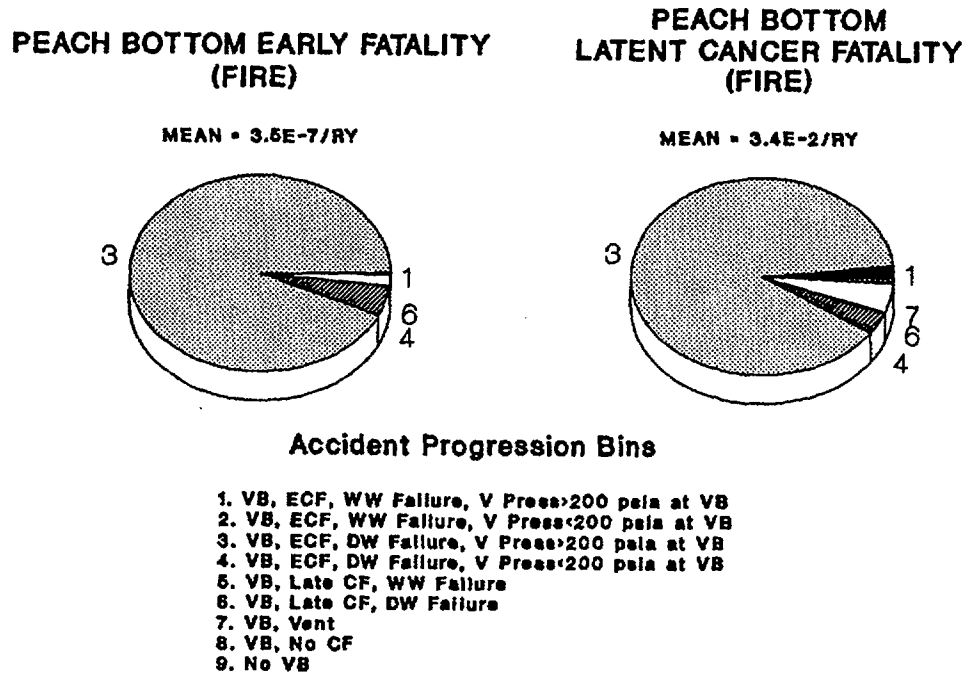 PEACH BOTTOM EARLY FATALITY
(FIRE)
MEAN = 3.5E-7/RY
3
1
6
4
PEACH BOTTOM
LATENT CANCER FATALITY
(FIRE)
MEAN = 3.4E-2/RY
3
1
7
6
4
Accident Progression Bins
1. VB, ECF, WW Failure, V Press>200 psia at VB
2. VB, ECF, WW Failure, V Press<200 psia at VB
3. VB, ECF, DW Failure, V Press>200 psia at VB
4. VB, ECF, DW Failure, V Press<200 psia at VB
5. VB, Late CF, WW Failure
6. VB, Late CF, DW Failure
7. VB, Vent
8. VB, No CF
9. No VB